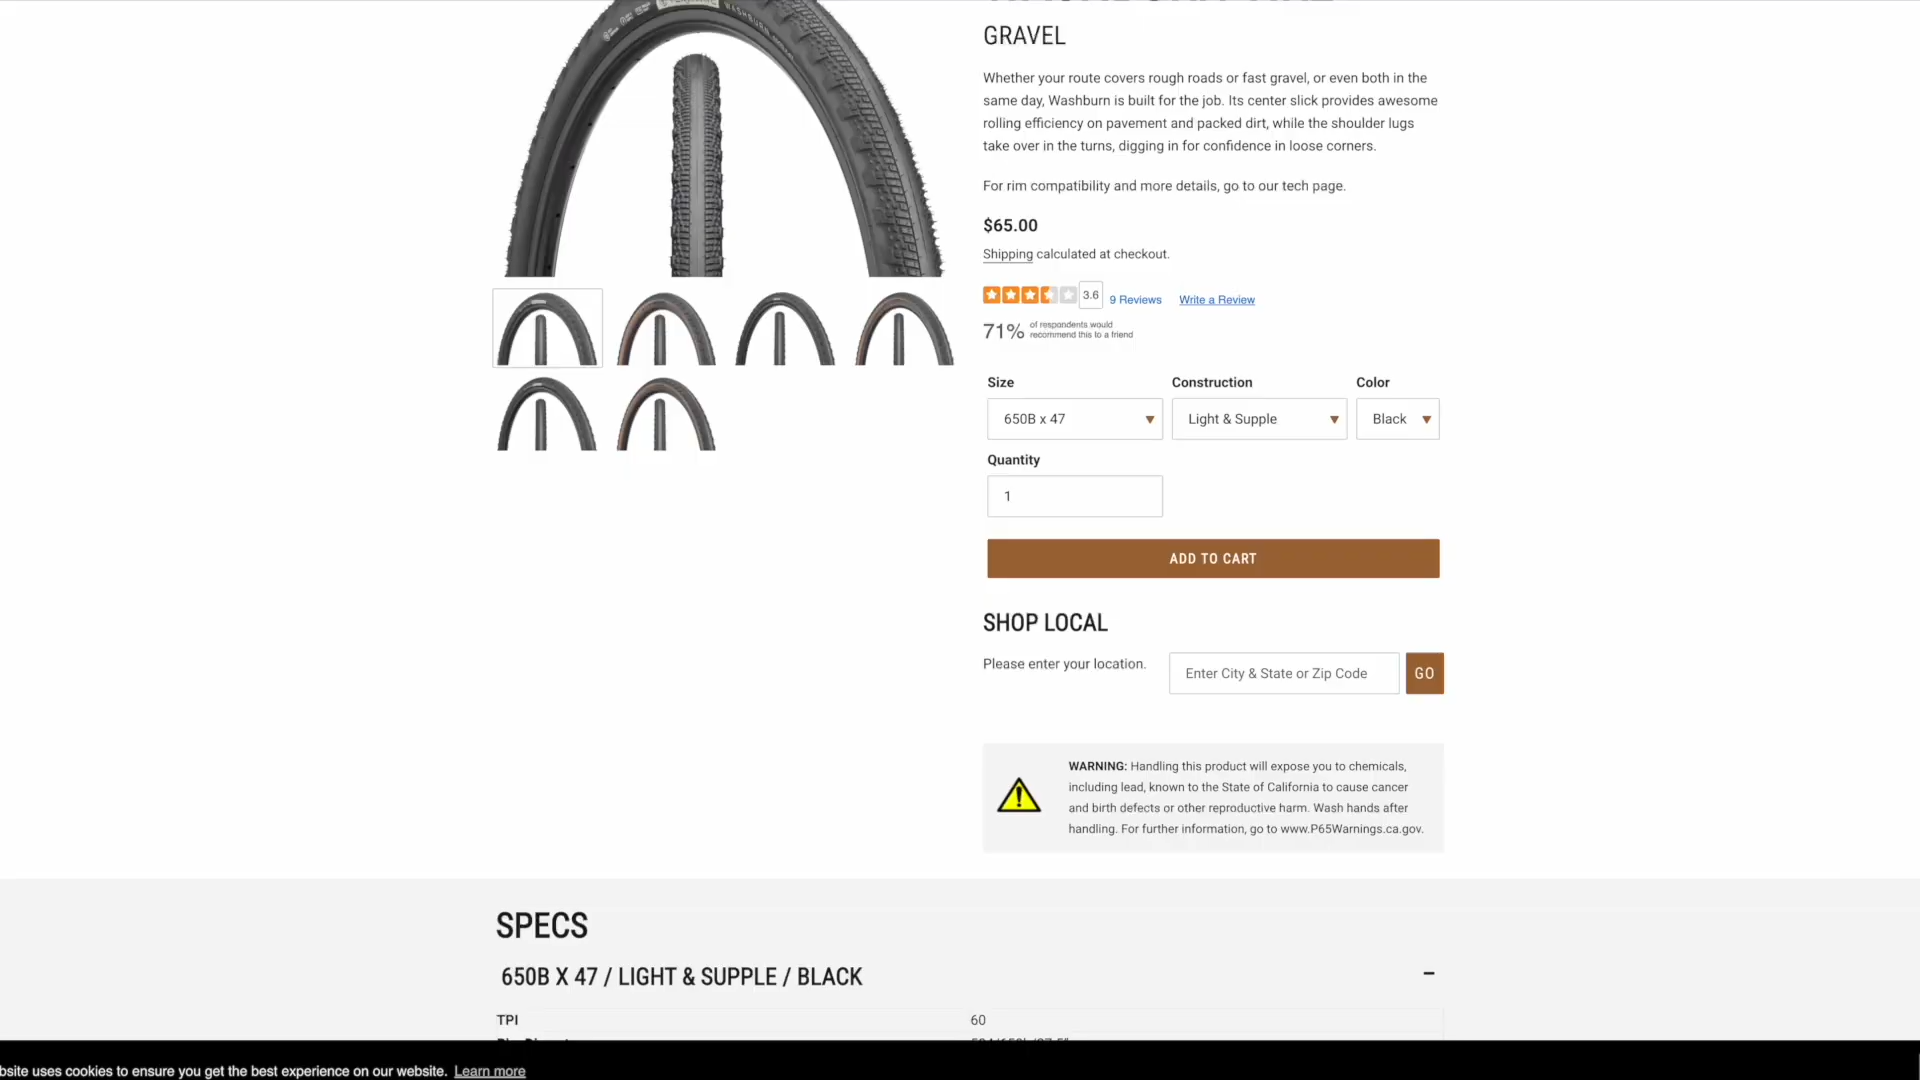 GRAVEL
Whether your route covers rough roads or fast gravel, or even both in the
same day, Washburn is built for the job. Its center slick provides awesome
rolling efficiency on pavement and packed dirt, while the shoulder lugs
take over in the turns, digging in for confidence in loose corners.
For rim compatibility and more details, go to our tech page.
$65.00
Shipping calculated at checkout.
3.6 9 Reviews Write a Review
71% of respondents would
recommend this to a friend
Size Construction Color
650B x 47 Light & Supple Black
Quantity
1
ADD TO CART
SHOP LOCAL
Please enter your location. Enter City & State or Zip Code GO
WARNING: Handling this product will expose you to chemicals,
including lead, known to the State of California to cause cancer
and birth defects or other reproductive harm. Wash hands after
handling. For further information, go to www.P65Warnings.ca.gov.
SPECS
650B X 47 / LIGHT & SUPPLE / BLACK −
TPI 60
bsite uses cookies to ensure you get the best experience on our website. Learn more